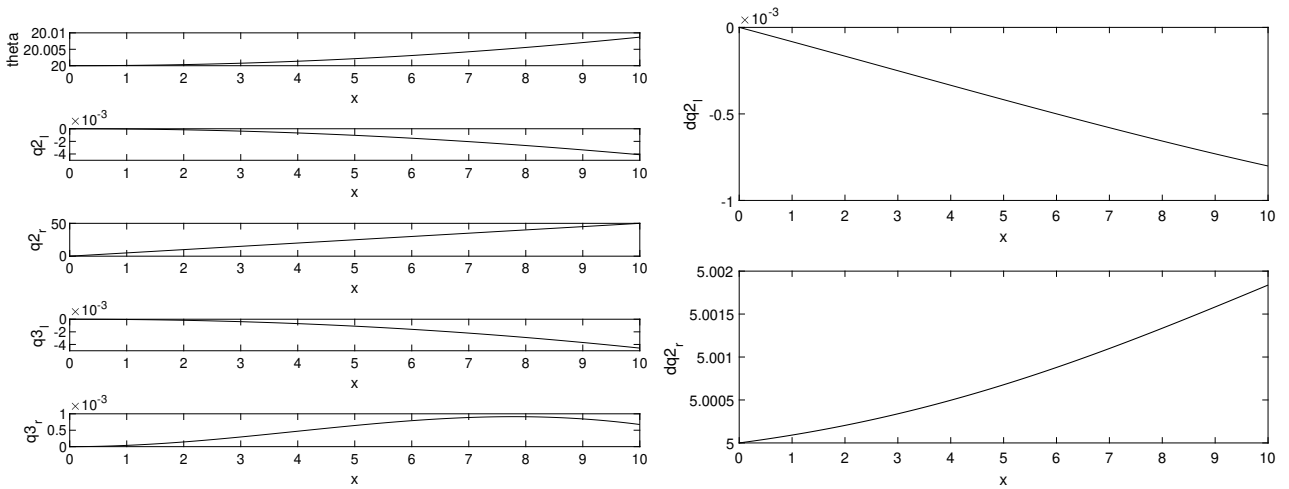 20.01
20.005
20
theta
0 1 2 3 4 5 6 7 8 9 10
x
×10^-3
0
-2
-4
q2_l
0 1 2 3 4 5 6 7 8 9 10
x
50
0
q2_r
0 1 2 3 4 5 6 7 8 9 10
x
×10^-3
0
-2
-4
q3_l
0 1 2 3 4 5 6 7 8 9 10
x
×10^-3
1
0.5
0
q3_r
0 1 2 3 4 5 6 7 8 9 10
x
×10^-3
0
-0.5
-1
dq2_l
0 1 2 3 4 5 6 7 8 9 10
x
5.002
5.0015
5.001
5.0005
5
dq2_r
0 1 2 3 4 5 6 7 8 9 10
x